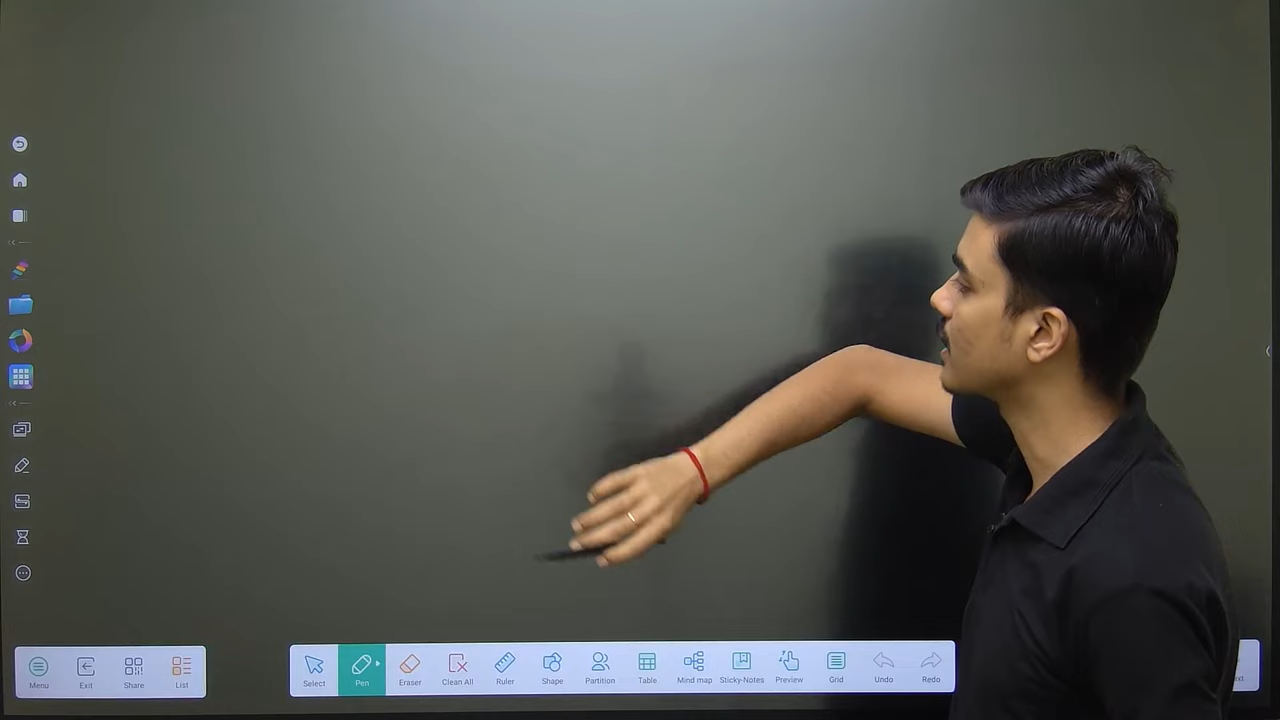 Menu Exit Share List
Select Pen Eraser Clean All Ruler Shape Partition Table Mind map Sticky-Notes Preview Grid Undo Redo